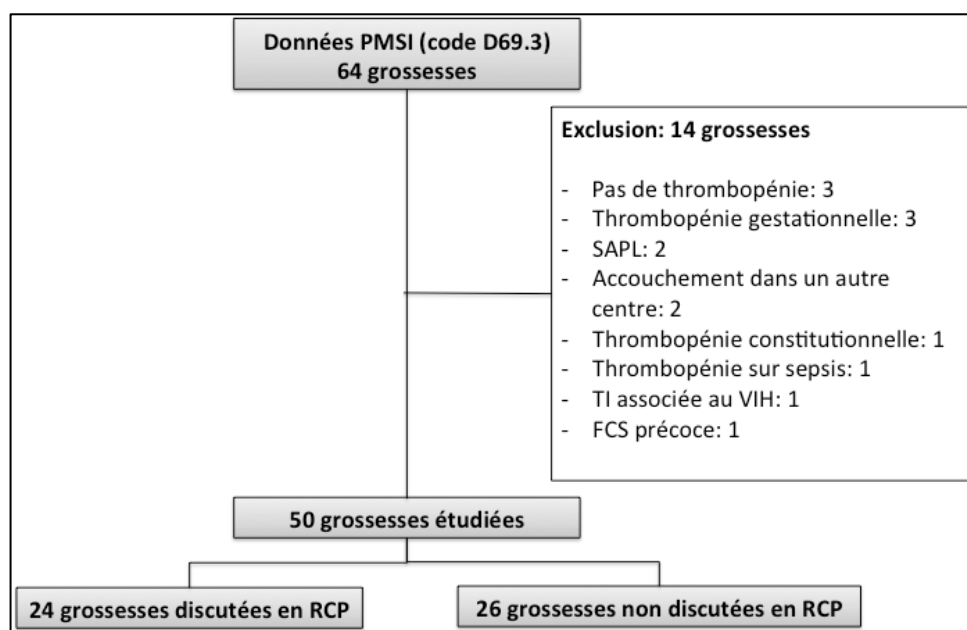 Données PMSI (code D69.3)
64 grossesses
Exclusion: 14 grossesses
- Pas de thrombopénie: 3
- Thrombopénie gestationnelle: 3
- SAPL: 2
- Accouchement dans un autre
centre: 2
- Thrombopénie constitutionnelle: 1
- Thrombopénie sur sepsis: 1
- TI associée au VIH: 1
- FCS précoce: 1
50 grossesses étudiées
24 grossesses discutées en RCP
26 grossesses non discutées en RCP